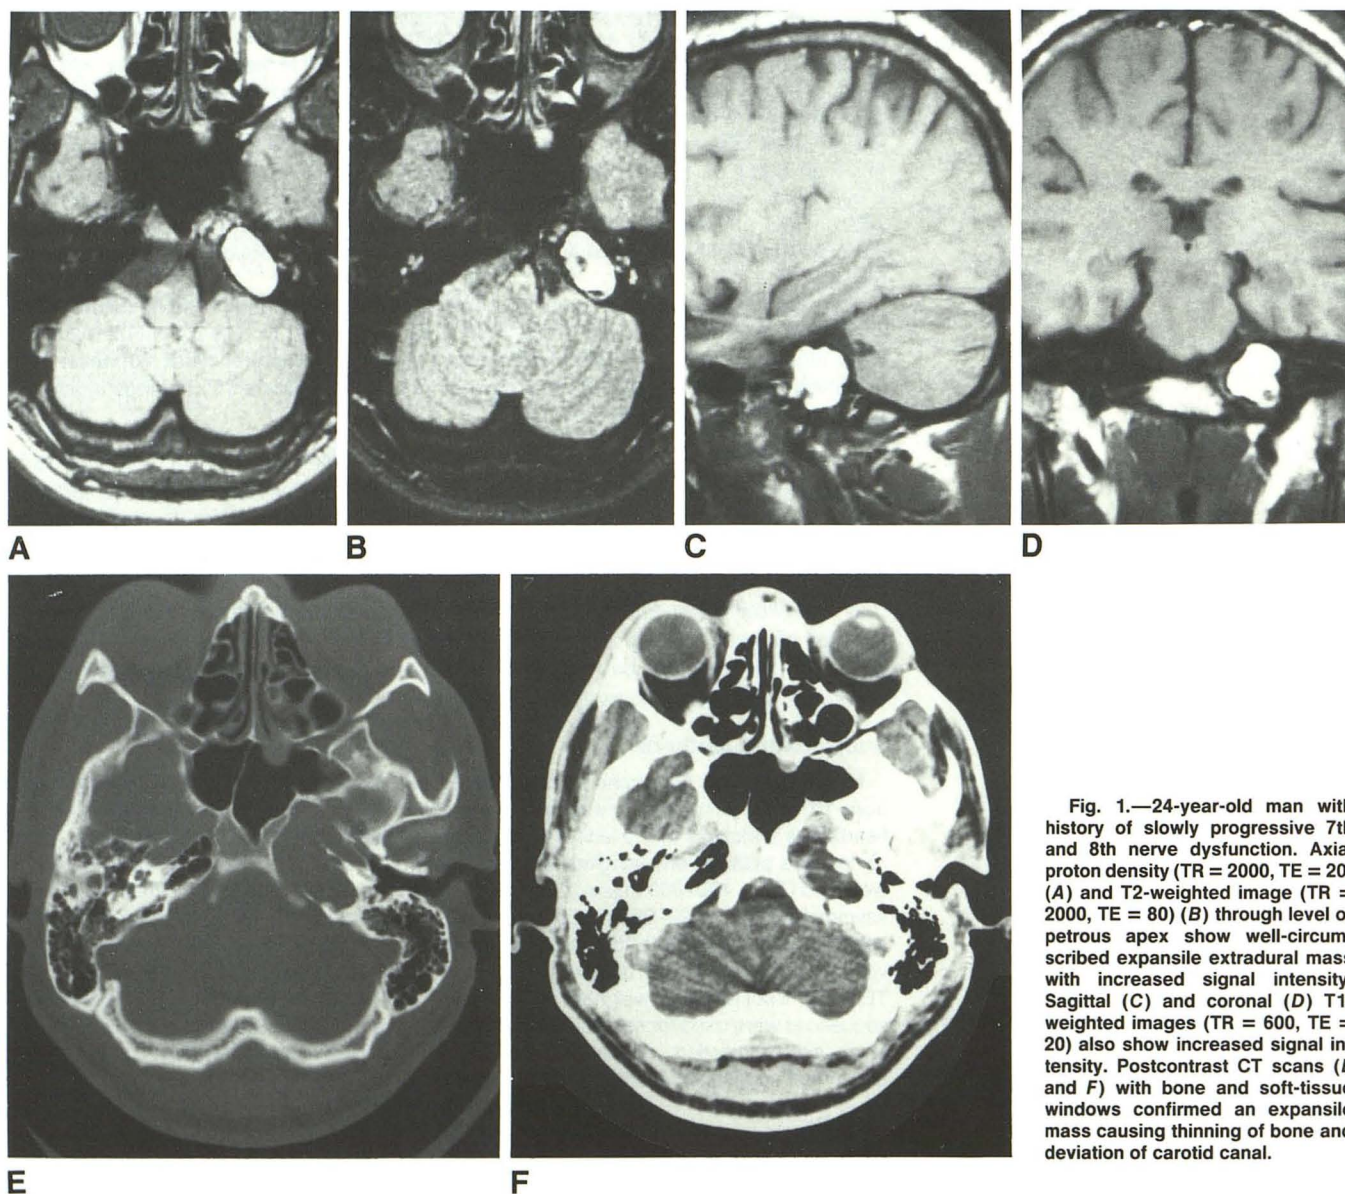 A
B
C
D
E
F
Fig. 1.—24-year-old man with
history of slowly progressive 7th
and 8th nerve dysfunction. Axia
proton density (TR = 2000, TE = 20
(A) and T2-weighted image (TR =
2000, TE = 80) (B) through level o
petrous apex show well-circum
scribed expansile extradural mass
with increased signal intensity
Sagittal (C) and coronal (D) T1
weighted images (TR = 600, TE =
20) also show increased signal in
tensity. Postcontrast CT scans (E
and F) with bone and soft-tissue
windows confirmed an expansile
mass causing thinning of bone and
deviation of carotid canal.